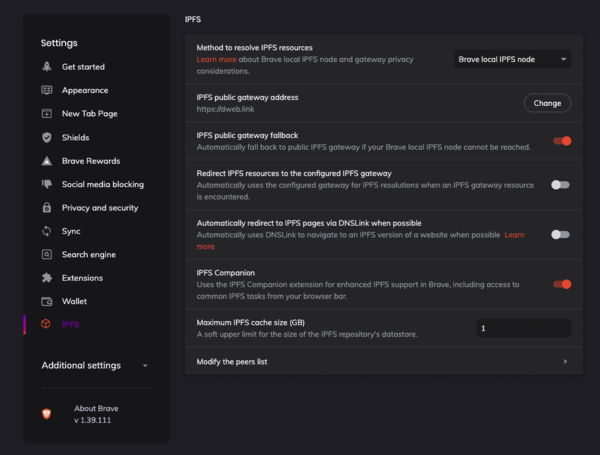 Settings
Get started
Appearance
New Tab Page
Shields
Brave Rewards
Social media blocking
Privacy and security
Sync
Search engine
Extensions
Wallet
IPFS
Additional settings
About Brave
v 1.39.111
IPFS
Method to resolve IPFS resources
Learn more about Brave local IPFS node and gateway privacy
considerations.
Brave local IPFS node
IPFS public gateway address
https://dweb.link
Change
IPFS public gateway fallback
Automatically fall back to public IPFS gateway if your Brave local IPFS node cannot be reached.
Redirect IPFS resources to the configured IPFS gateway
Automatically uses the configured gateway for IPFS resolutions when an IPFS gateway resource
is encountered.
Automatically redirect to IPFS pages via DNSLink when possible
Automatically uses DNSLink to navigate to an IPFS version of a website when possible Learn
more
IPFS Companion
Uses the IPFS Companion extension for enhanced IPFS support in Brave, including access to
common IPFS tasks from your browser bar.
Maximum IPFS cache size (GB)
A soft upper limit for the size of the IPFS repository's datastore.
1
Modify the peers list